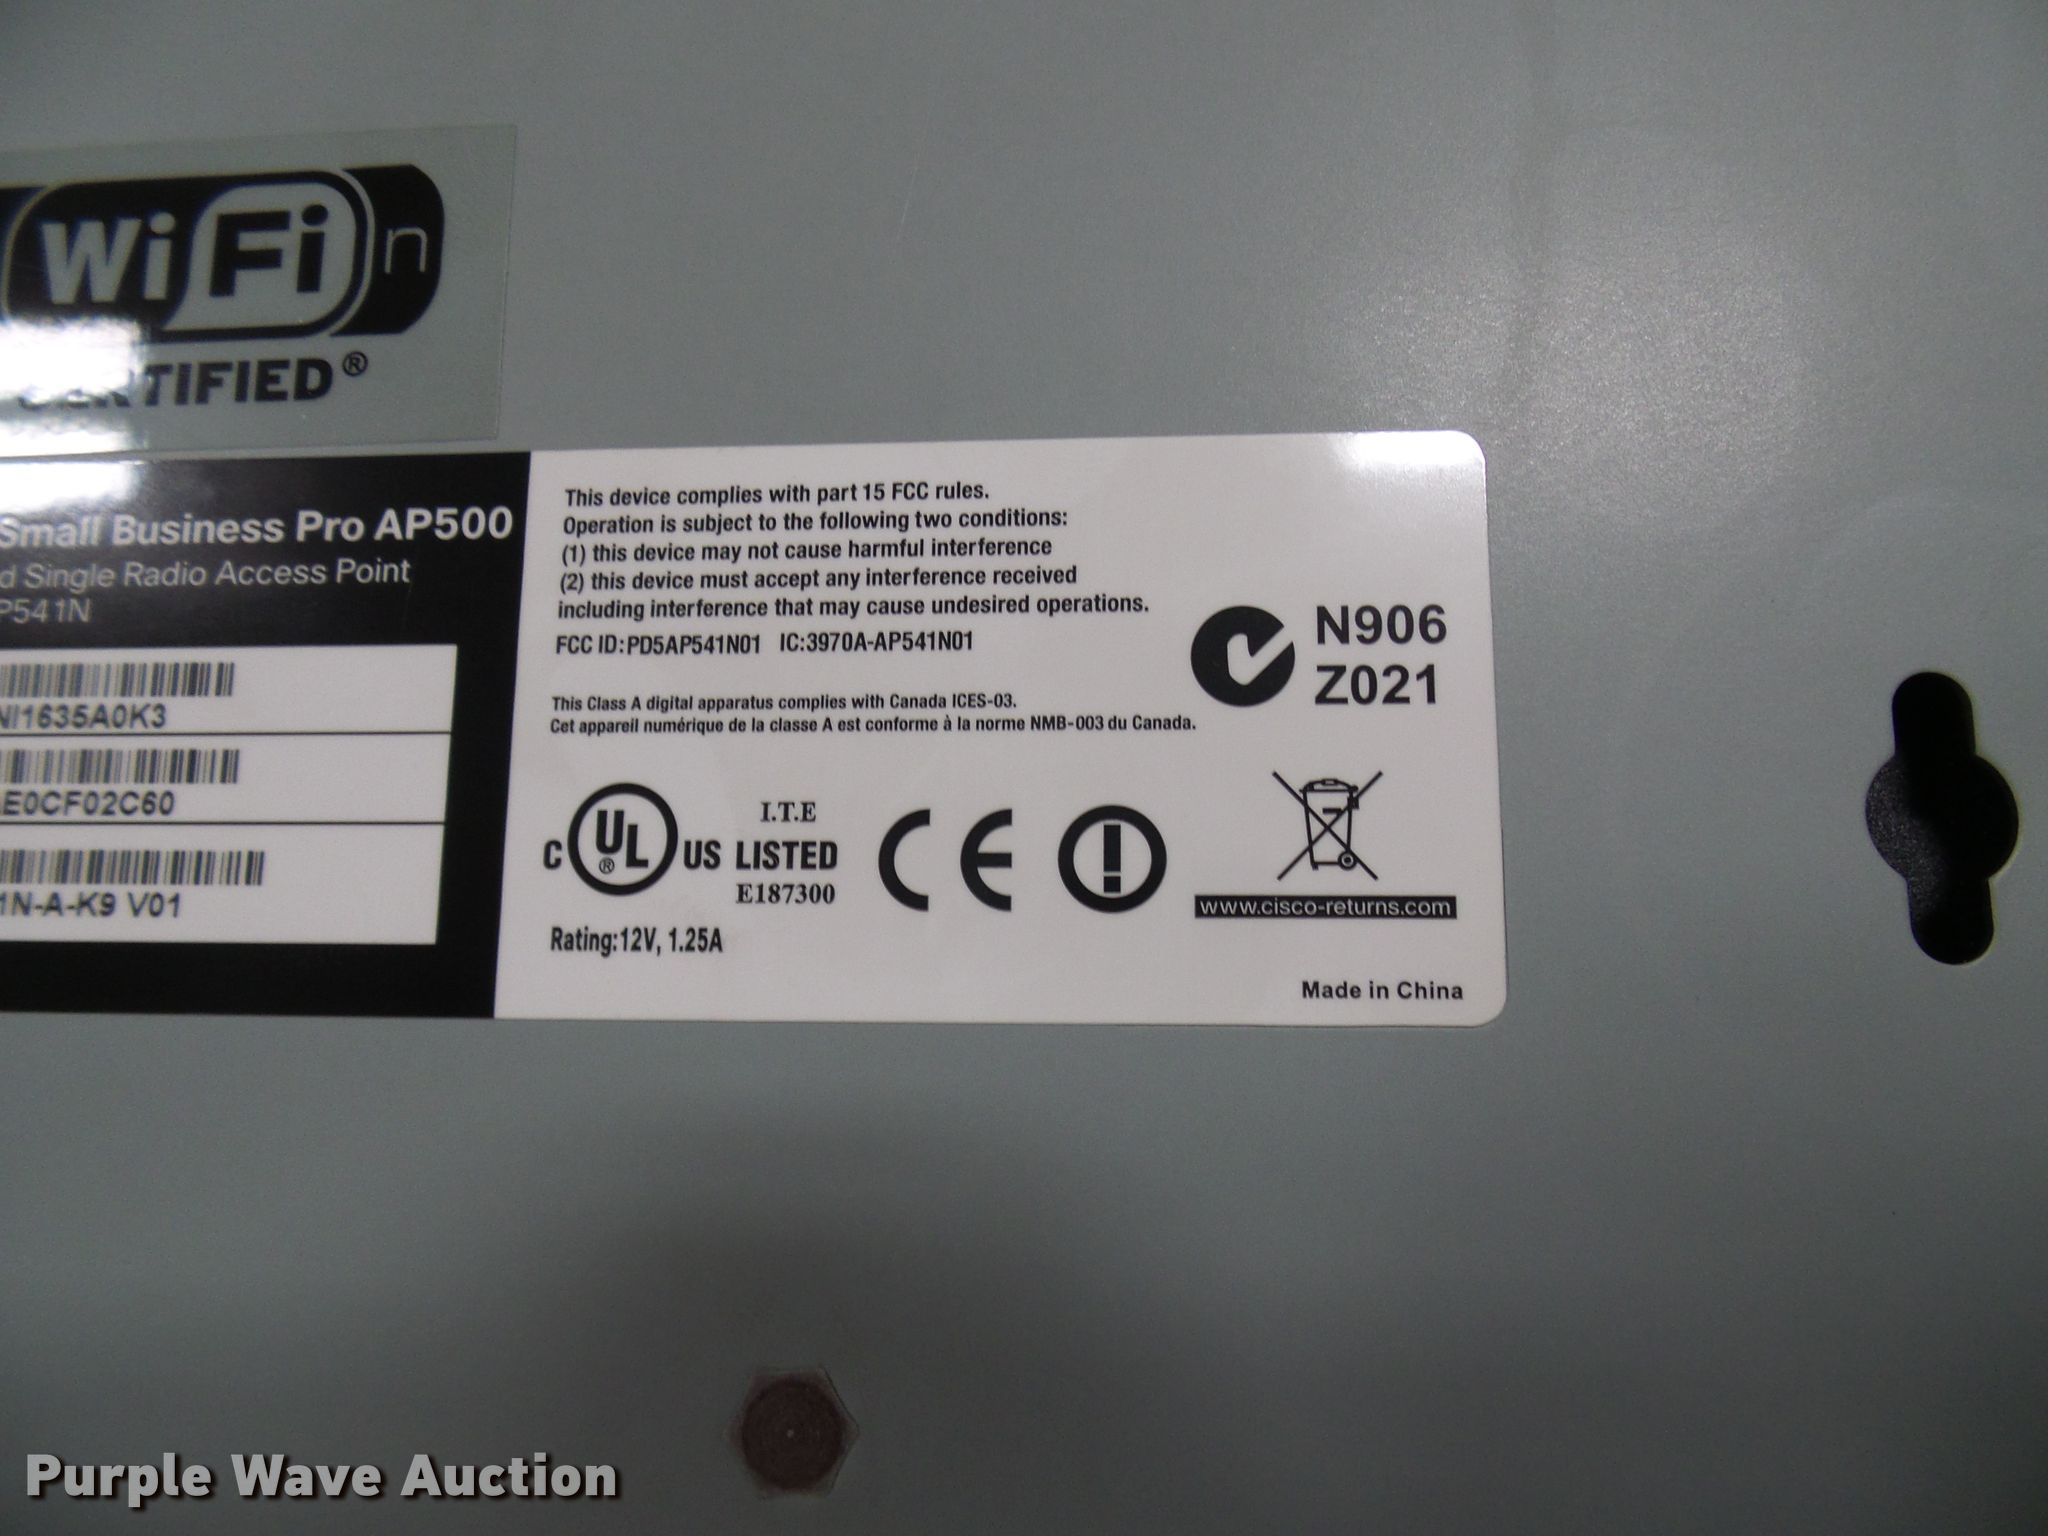 WiFi n
CERTIFIED®
Small Business Pro AP500
Single Radio Access Point
P541N
NI1635A0K3
E0CF02C60
1N-A-K9 V01
This device complies with part 15 FCC rules.
Operation is subject to the following two conditions:
(1) this device may not cause harmful interference
(2) this device must accept any interference received
including interference that may cause undesired operations.
FCC ID:PD5AP541N01 IC:3970A-AP541N01
N906
Z021
This Class A digital apparatus complies with Canada ICES-03.
Cet appareil numérique de la classe A est conforme à la norme NMB-003 du Canada.
C UL® US
I.T.E
LISTED
E187300
CE
www.cisco-returns.com
Rating:12V, 1.25A
Made in China
Purple Wave Auction